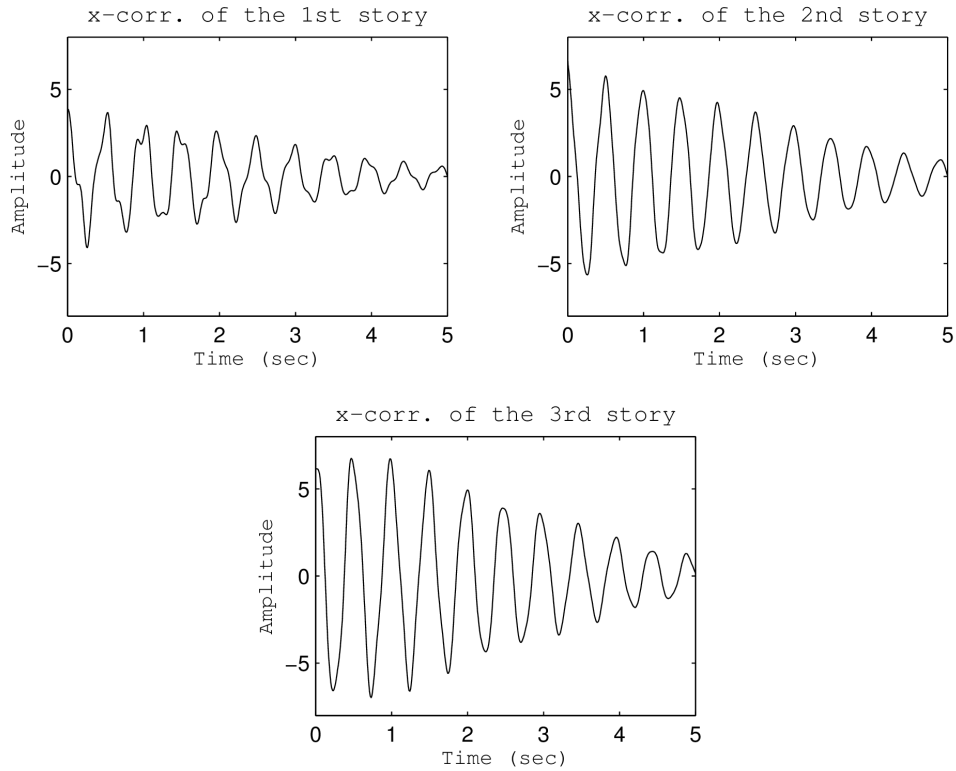 x-corr. of the 1st story
Amplitude
5
0
−5
0 1 2 3 4 5
Time (sec)
x-corr. of the 2nd story
Amplitude
5
0
−5
0 1 2 3 4 5
Time (sec)
x-corr. of the 3rd story
Amplitude
5
0
−5
0 1 2 3 4 5
Time (sec)